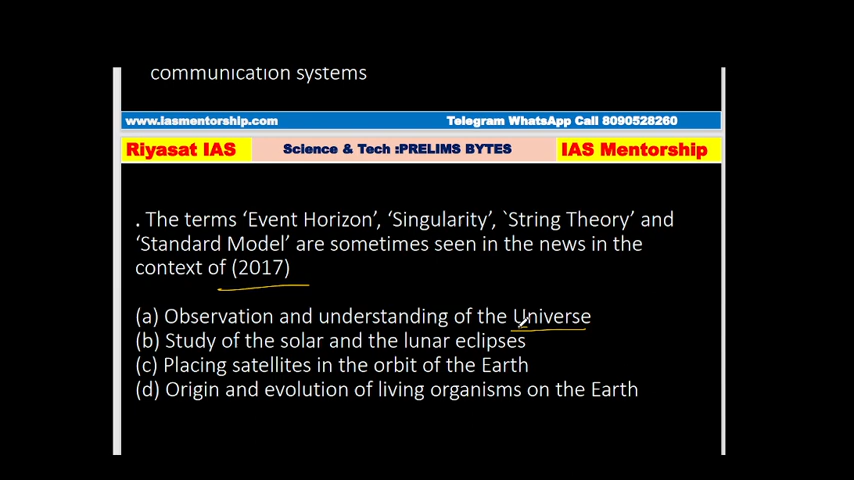 communication systems
www.iasmentorship.com Telegram WhatsApp Call 8090528260
Riyasat IAS Science & Tech :PRELIMS BYTES IAS Mentorship
. The terms ‘Event Horizon’, ‘Singularity’, `String Theory’ and
‘Standard Model’ are sometimes seen in the news in the
context of (2017)
(a) Observation and understanding of the Universe
(b) Study of the solar and the lunar eclipses
(c) Placing satellites in the orbit of the Earth
(d) Origin and evolution of living organisms on the Earth